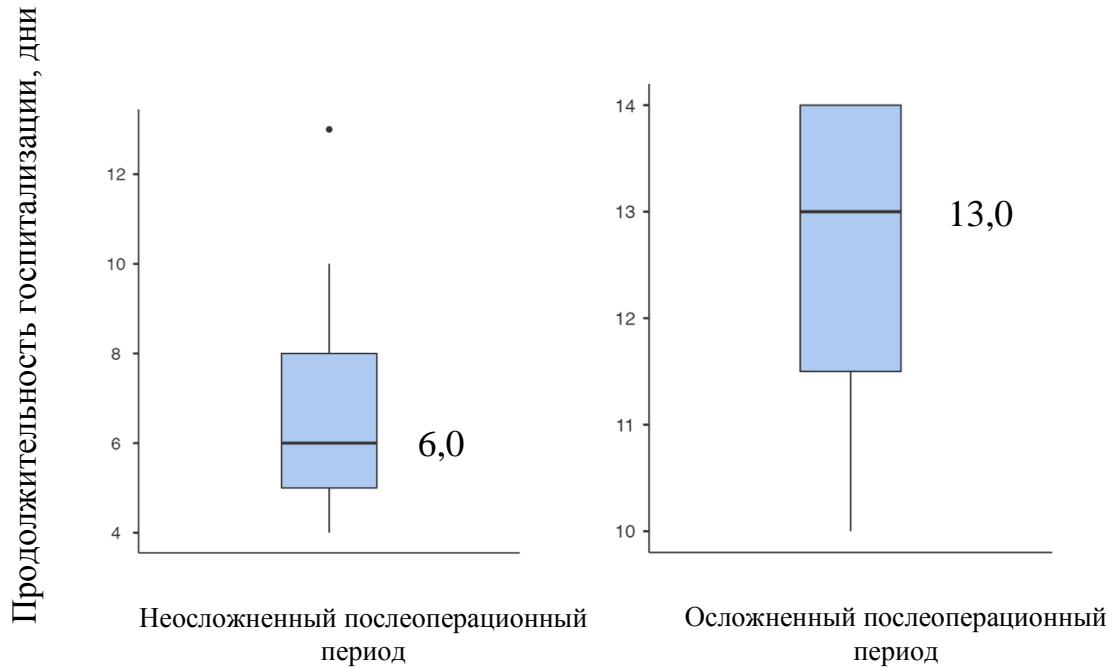 Продолжительность госпитализации, дни
12
10
8
6
4
6,0
Неосложненный послеоперационный
период
14
13
12
11
10
13,0
Осложненный послеоперационный
период